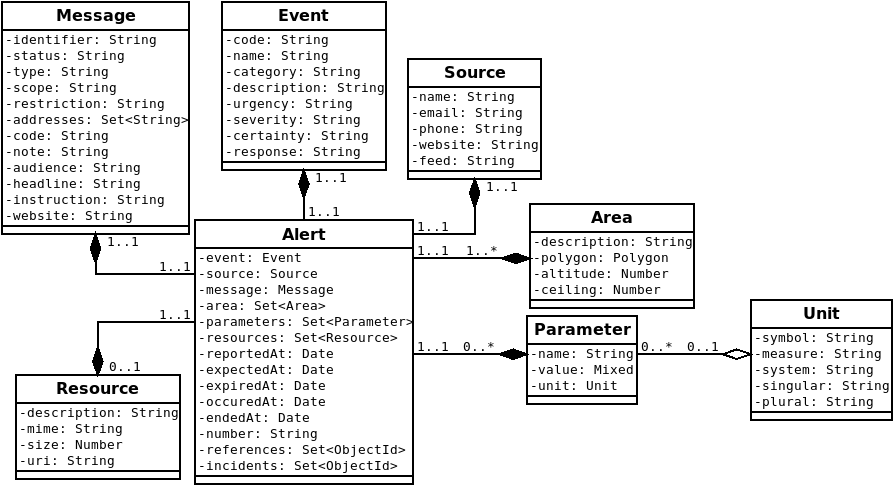 Message
-identifier: String
-status: String
-type: String
-scope: String
-restriction: String
-addresses: Set<String>
-code: String
-note: String
-audience: String
-headline: String
-instruction: String
-website: String
1..1
1..1
Event
-code: String
-name: String
-category: String
-description: String
-urgency: String
-severity: String
-certainty: String
-response: String
1..1
1..1
Source
-name: String
-email: String
-phone: String
-website: String
-feed: String
1..1
1..1
Alert
-event: Event
-source: Source
-message: Message
-area: Set<Area>
-parameters: Set<Parameter>
-resources: Set<Resource>
-reportedAt: Date
-expectedAt: Date
-expiredAt: Date
-occuredAt: Date
-endedAt: Date
-number: String
-references: Set<ObjectId>
-incidents: Set<ObjectId>
1..1 1..*
Area
-description: String
-polygon: Polygon
-altitude: Number
-ceiling: Number
1..1 0..*
Parameter
-name: String
-value: Mixed
-unit: Unit
0..* 0..1
Unit
-symbol: String
-measure: String
-system: String
-singular: String
-plural: String
1..1
0..1
Resource
-description: String
-mime: String
-size: Number
-uri: String